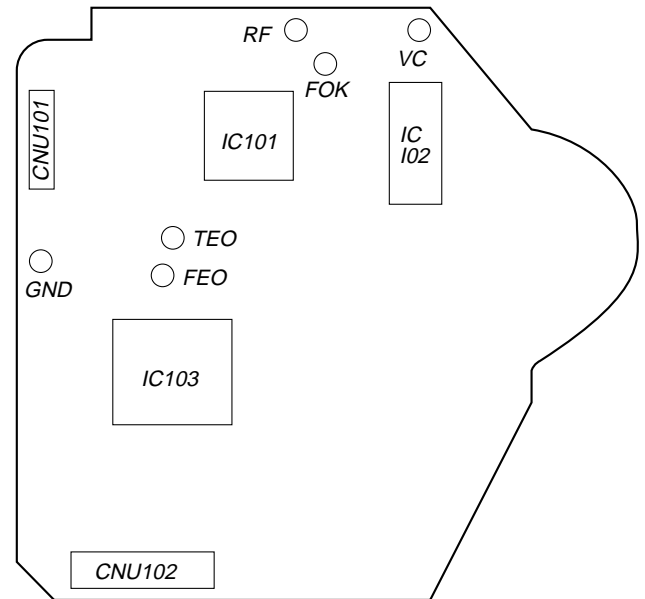 RF
VC
FOK
CNU101
IC101
IC
I02
TEO
FEO
GND
IC103
CNU102